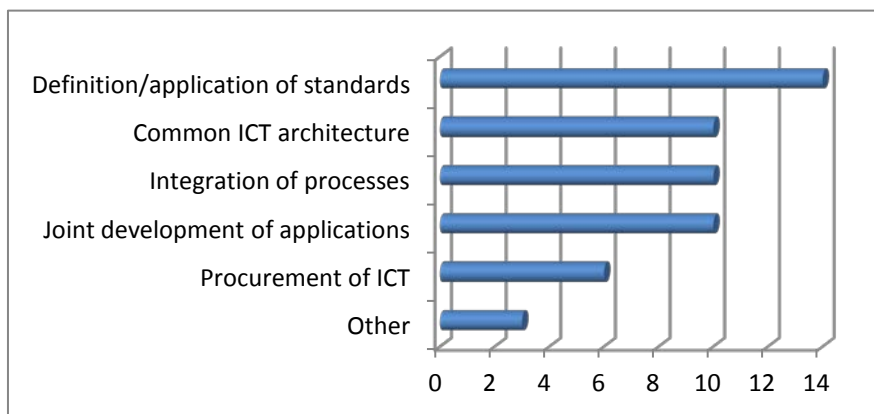 Definition/application of standards
Common ICT architecture
Integration of processes
Joint development of applications
Procurement of ICT
Other
0 2 4 6 8 10 12 14